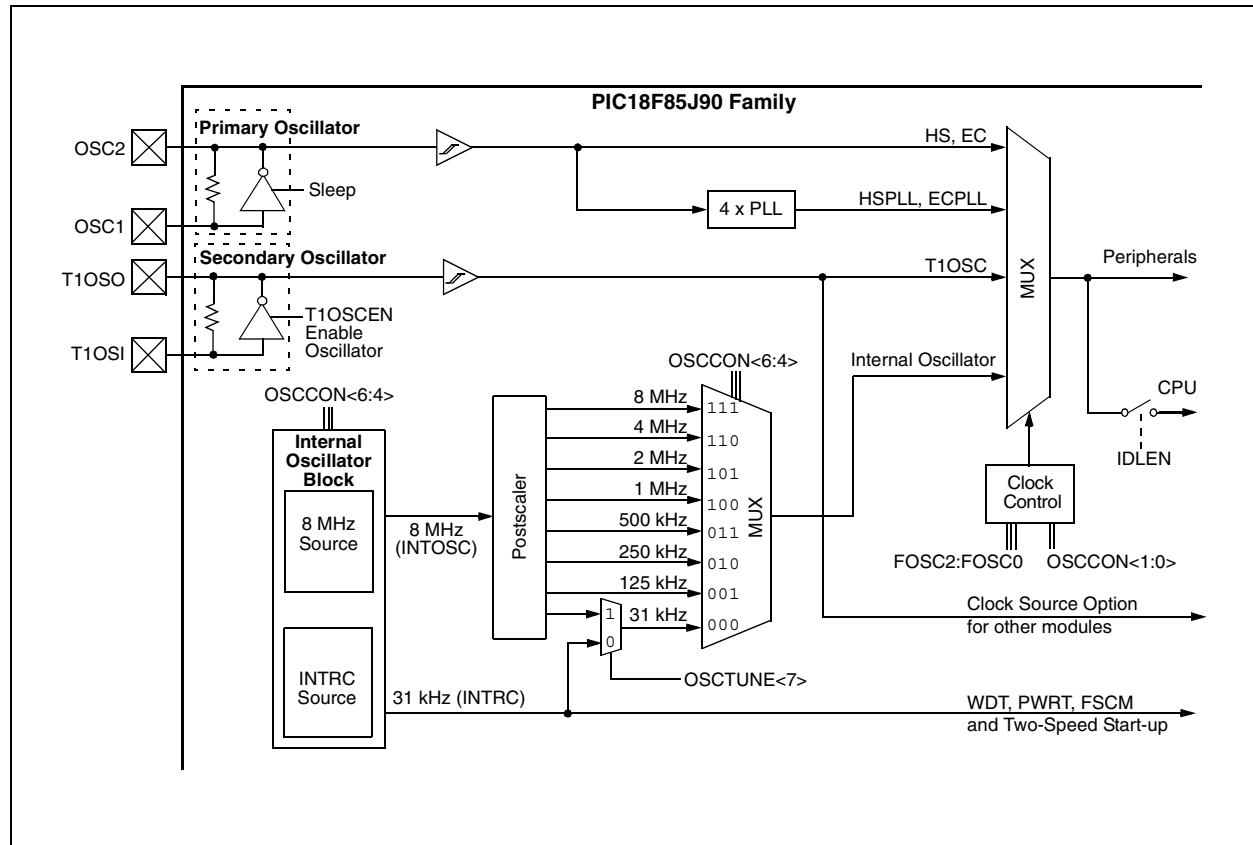 PIC18F85J90 Family
Primary Oscillator
OSC2
Sleep
OSC1
HS, EC
4 x PLL
HSPLL, ECPLL
Secondary Oscillator
T1OSO
T1OSCEN
Enable
Oscillator
T1OSI
T1OSC
MUX
Peripherals
Internal Oscillator
CPU
IDLEN
Clock
Control
FOSC2:FOSC0
OSCCON<1:0>
OSCCON<6:4>
Internal
Oscillator
Block
8 MHz
Source
8 MHz
(INTOSC)
Postscaler
OSCCON<6:4>
8 MHz
111
4 MHz
110
2 MHz
101
1 MHz
100
500 kHz
011
250 kHz
010
125 kHz
001
1
31 kHz
000
0
MUX
OSCTUNE<7>
INTRC
Source
31 kHz (INTRC)
Clock Source Option
for other modules
WDT, PWRT, FSCM
and Two-Speed Start-up